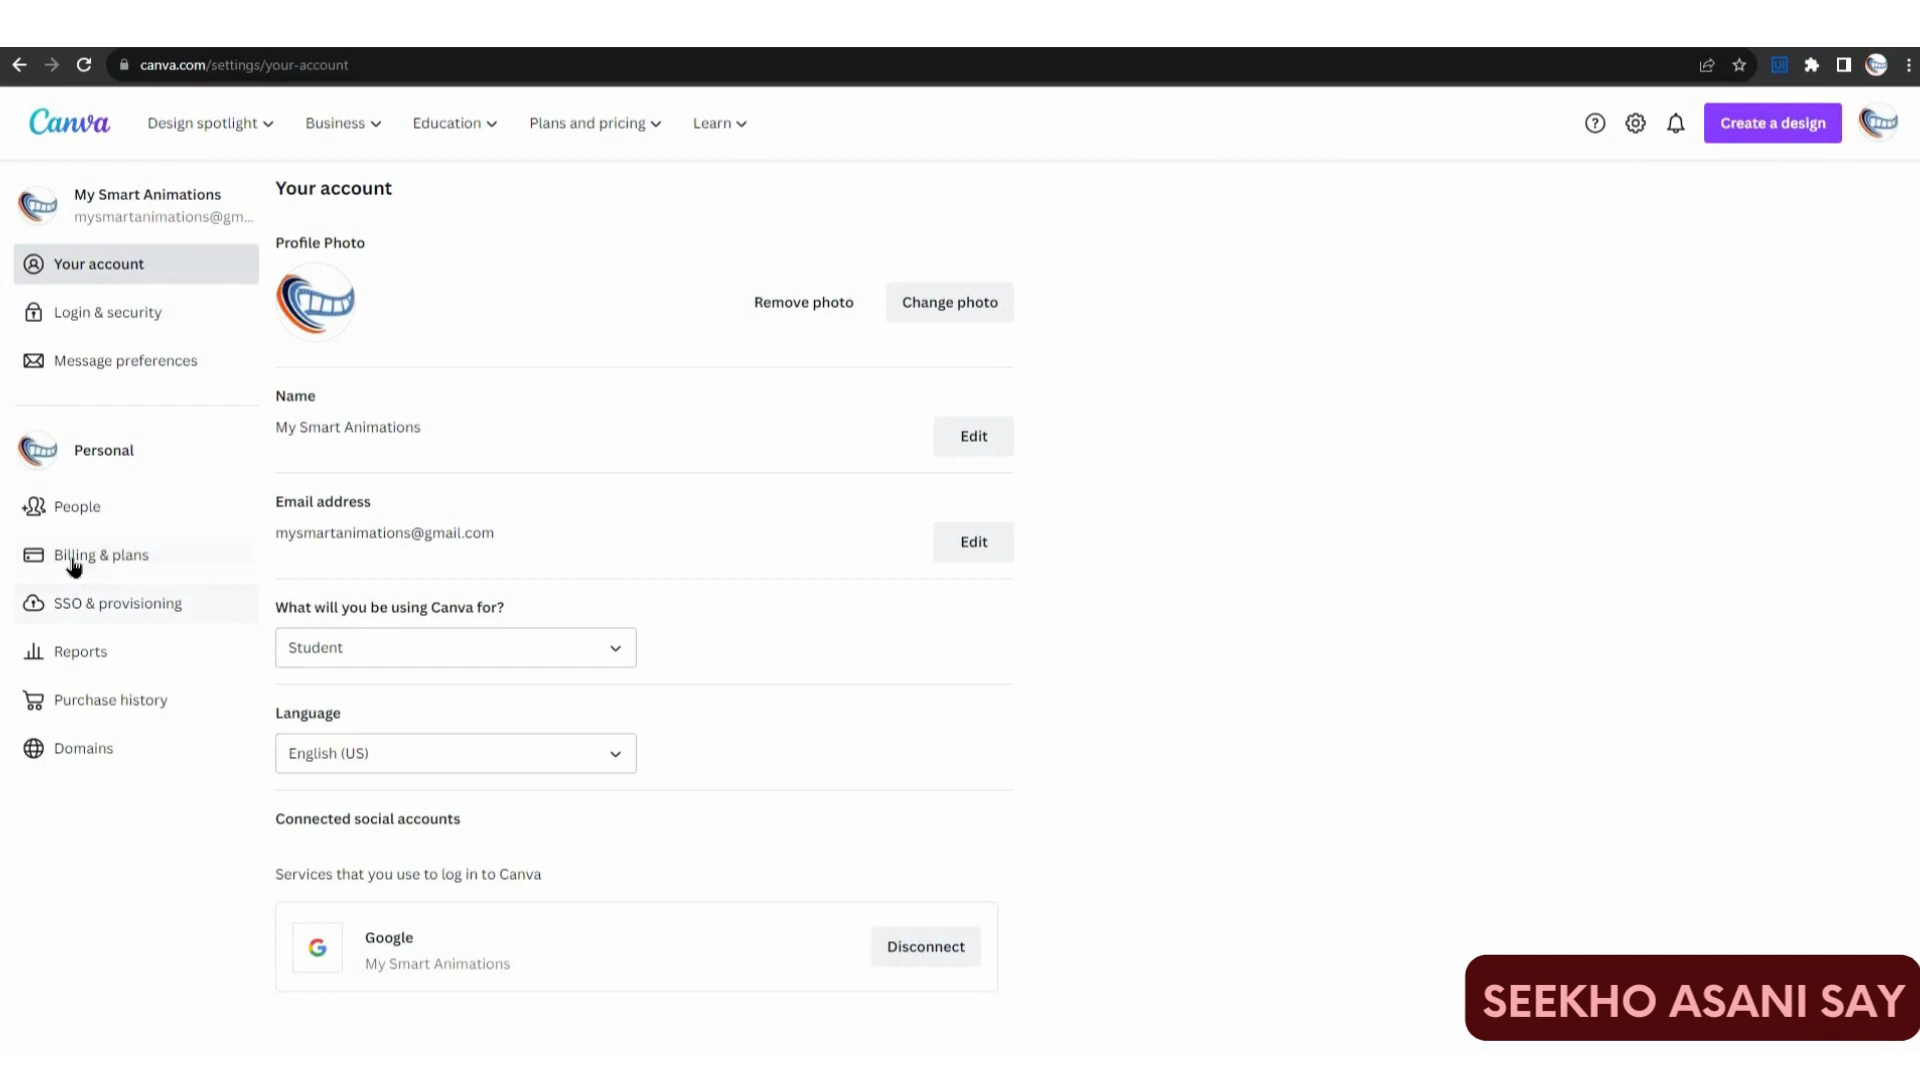 canva.com/settings/your-account
Canva
Design spotlight
Business
Education
Plans and pricing
Learn
Create a design
My Smart Animations
mysmartanimations@gm...
Your account
Login & security
Message preferences
Personal
People
Billing & plans
SSO & provisioning
Reports
Purchase history
Domains
Your account
Profile Photo
Remove photo
Change photo
Name
My Smart Animations
Edit
Email address
mysmartanimations@gmail.com
Edit
What will you be using Canva for?
Student
Language
English (US)
Connected social accounts
Services that you use to log in to Canva
Google
My Smart Animations
Disconnect
SEEKHO ASANI SAY